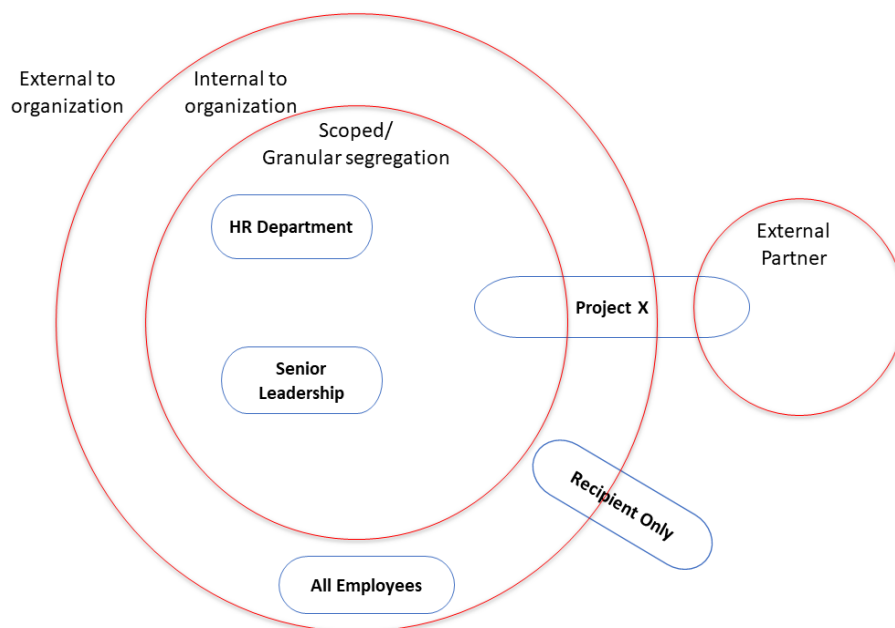 External to
organization
Internal to
organization
Scoped/
Granular segregation
HR Department
External
Partner
Project X
Senior
Leadership
Recipient Only
All Employees